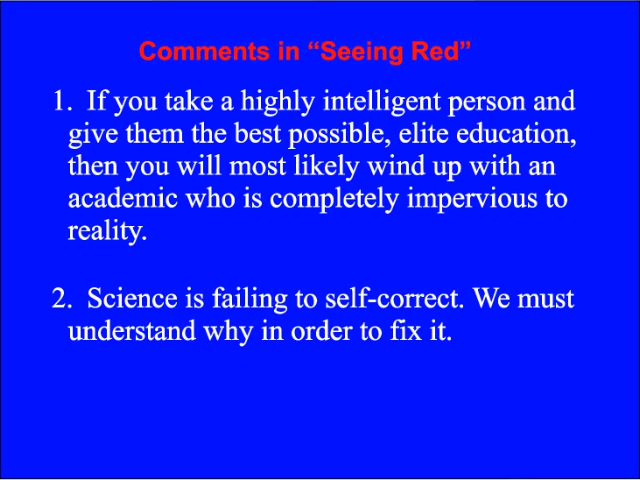 Comments in “Seeing Red”
1. If you take a highly intelligent person and
give them the best possible, elite education,
then you will most likely wind up with an
academic who is completely impervious to
reality.
2. Science is failing to self-correct. We must
understand why in order to fix it.